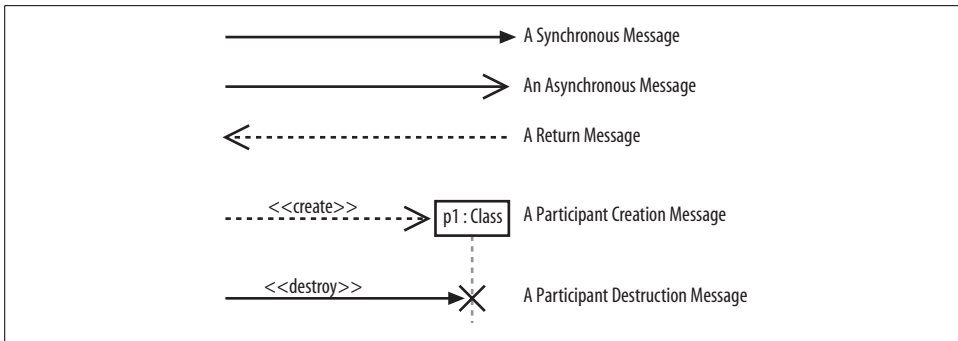 A Synchronous Message
An Asynchronous Message
A Return Message
<<create>>
p1 : Class
A Participant Creation Message
<<destroy>>
A Participant Destruction Message